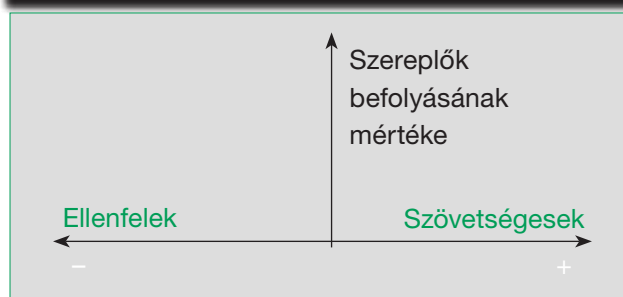 Szereplők
befolyásának
mértéke
Ellenfelek Szövetségesek
– +